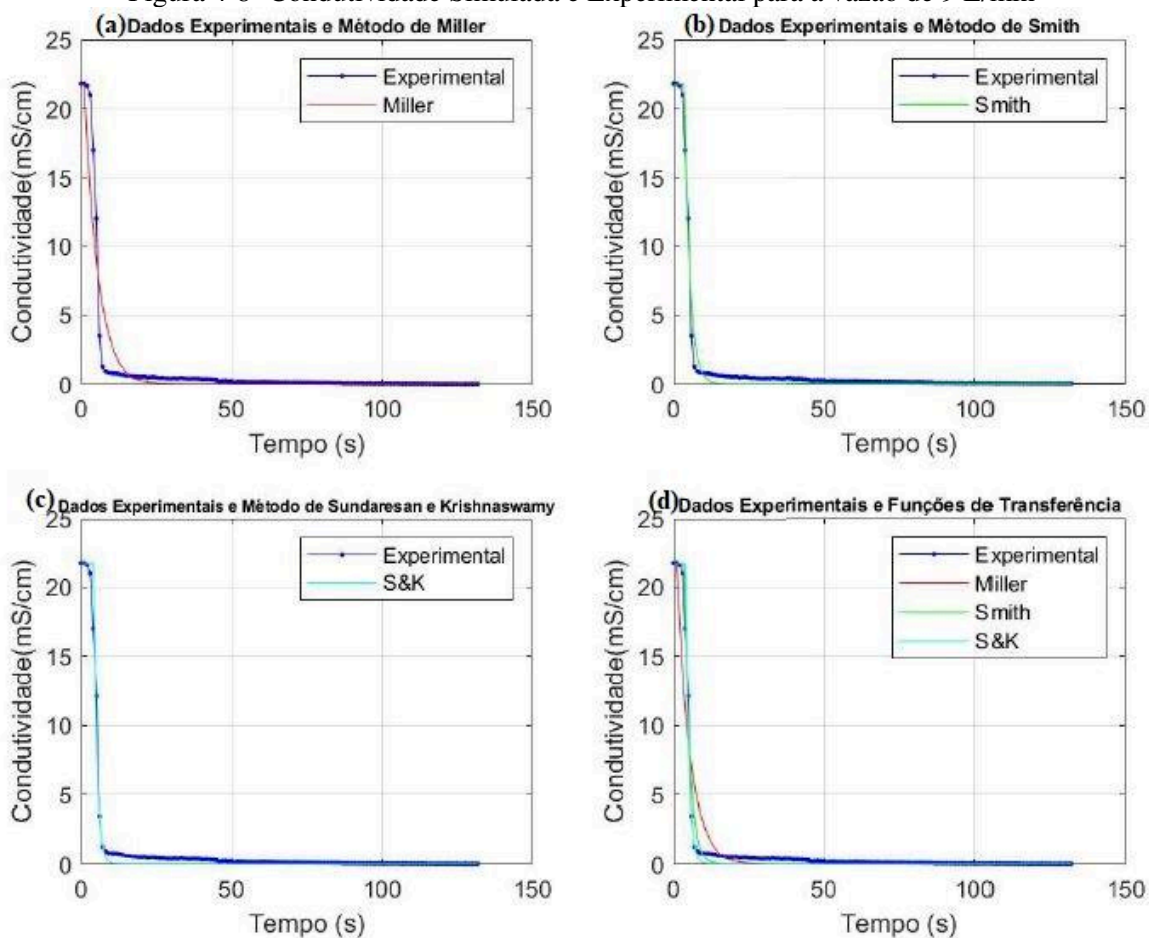 Figura 4-6- Condutividade Simulada e Experimental para a vazão de 9 L/min
(a) Dados Experimentais e Método de Miller
25
20
15
10
5
0
Condutividade(mS/cm)
Experimental
Miller
0 50 100 150
Tempo (s)
(b) Dados Experimentais e Método de Smith
25
20
15
10
5
0
Condutividade(mS/cm)
Experimental
Smith
0 50 100 150
Tempo (s)
(c) Dados Experimentais e Método de Sundaresan e Krishnaswamy
25
20
15
10
5
0
Condutividade(mS/cm)
Experimental
S&K
0 50 100 150
Tempo (s)
(d) Dados Experimentais e Funções de Transferência
25
20
15
10
5
0
Condutividade(mS/cm)
Experimental
Miller
Smith
S&K
0 50 100 150
Tempo (s)